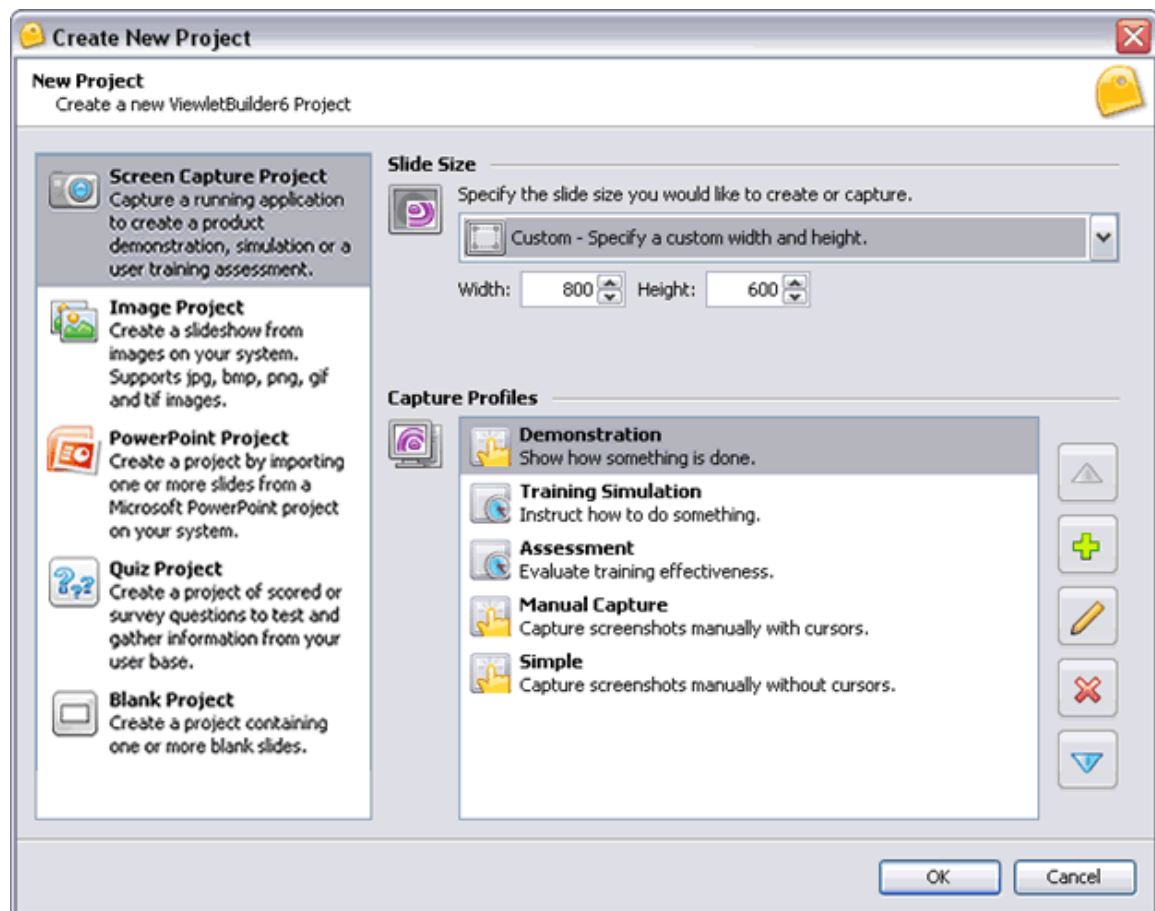 Create New Project
New Project
Create a new ViewletBuilder6 Project
Screen Capture Project
Capture a running application
to create a product
demonstration, simulation or a
user training assessment.
Image Project
Create a slideshow from
images on your system.
Supports jpg, bmp, png, gif
and tif images.
PowerPoint Project
Create a project by importing
one or more slides from a
Microsoft PowerPoint project
on your system.
Quiz Project
Create a project of scored or
survey questions to test and
gather information from your
user base.
Blank Project
Create a project containing
one or more blank slides.
Slide Size
Specify the slide size you would like to create or capture.
Custom - Specify a custom width and height.
Width: 800 Height: 600
Capture Profiles
Demonstration
Show how something is done.
Training Simulation
Instruct how to do something.
Assessment
Evaluate training effectiveness.
Manual Capture
Capture screenshots manually with cursors.
Simple
Capture screenshots manually without cursors.
OK Cancel